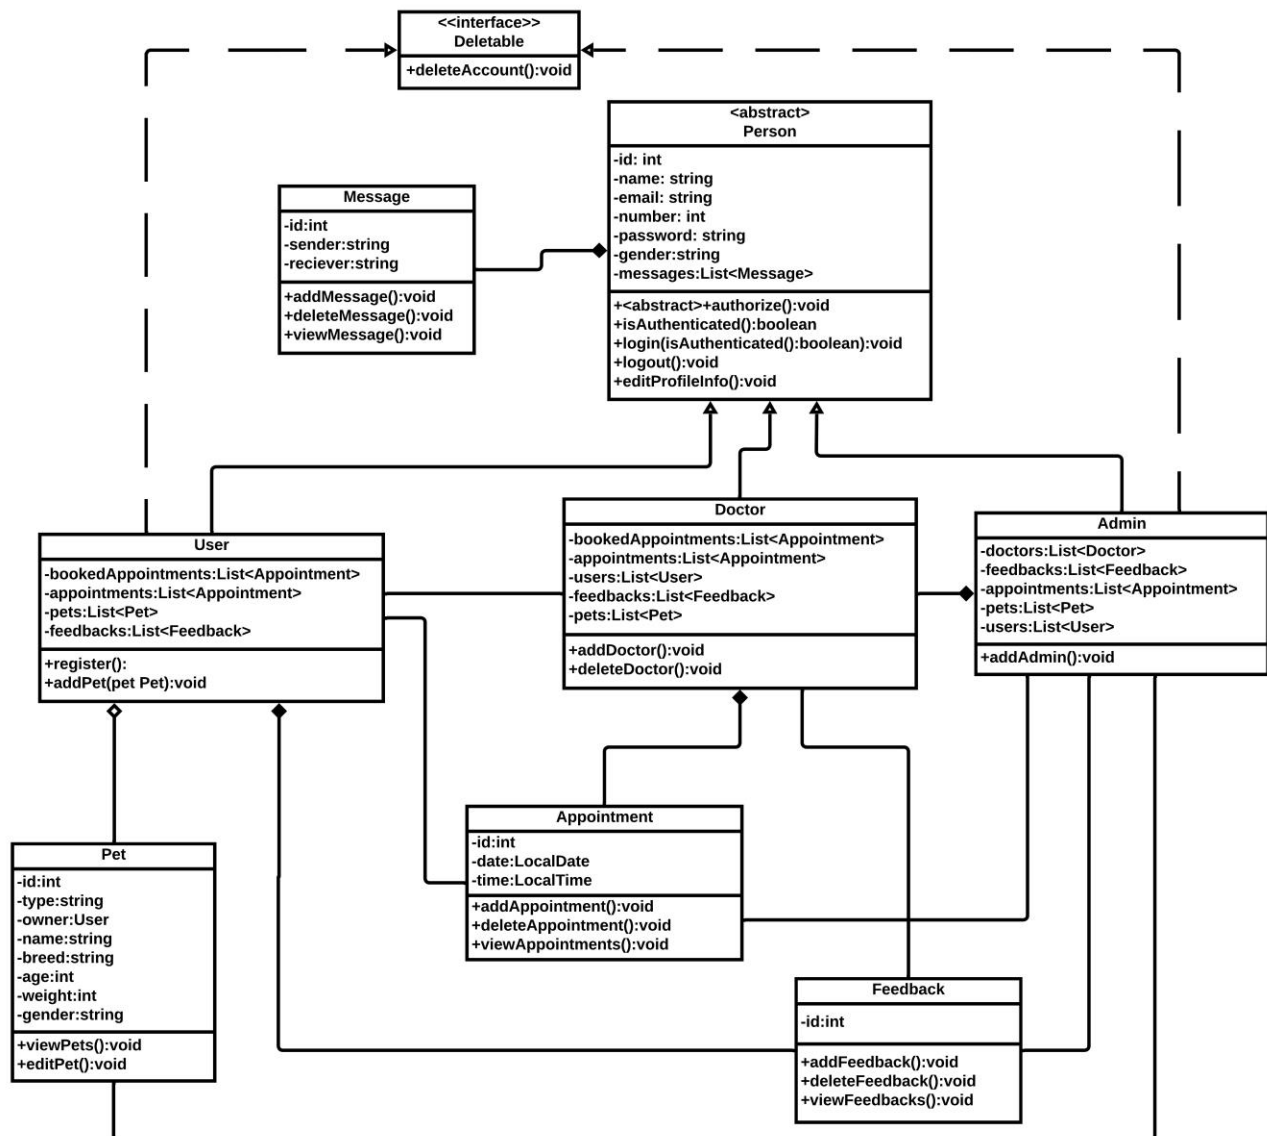 <<interface>>
Deletable
+deleteAccount():void
<abstract>
Person
-id: int
-name: string
-email: string
-number: int
-password: string
-gender:string
-messages:List<Message>
+<abstract>+authorize():void
+isAuthenticated():boolean
+login(isAuthenticated():boolean):void
+logout():void
+editProfileInfo():void
Message
-id:int
-sender:string
-reciever:string
+addMessage():void
+deleteMessage():void
+viewMessage():void
User
-bookedAppointments:List<Appointment>
-appointments:List<Appointment>
-pets:List<Pet>
-feedbacks:List<Feedback>
+register():
+addPet(pet Pet):void
Doctor
-bookedAppointments:List<Appointment>
-appointments:List<Appointment>
-users:List<User>
-feedbacks:List<Feedback>
-pets:List<Pet>
+addDoctor():void
+deleteDoctor():void
Admin
-doctors:List<Doctor>
-feedbacks:List<Feedback>
-appointments:List<Appointment>
-pets:List<Pet>
-users:List<User>
+addAdmin():void
Appointment
-id:int
-date:LocalDate
-time:LocalTime
+addAppointment():void
+deleteAppointment():void
+viewAppointments():void
Pet
-id:int
-type:string
-owner:User
-name:string
-breed:string
-age:int
-weight:int
-gender:string
+viewPets():void
+editPet():void
Feedback
-id:int
+addFeedback():void
+deleteFeedback():void
+viewFeedbacks():void